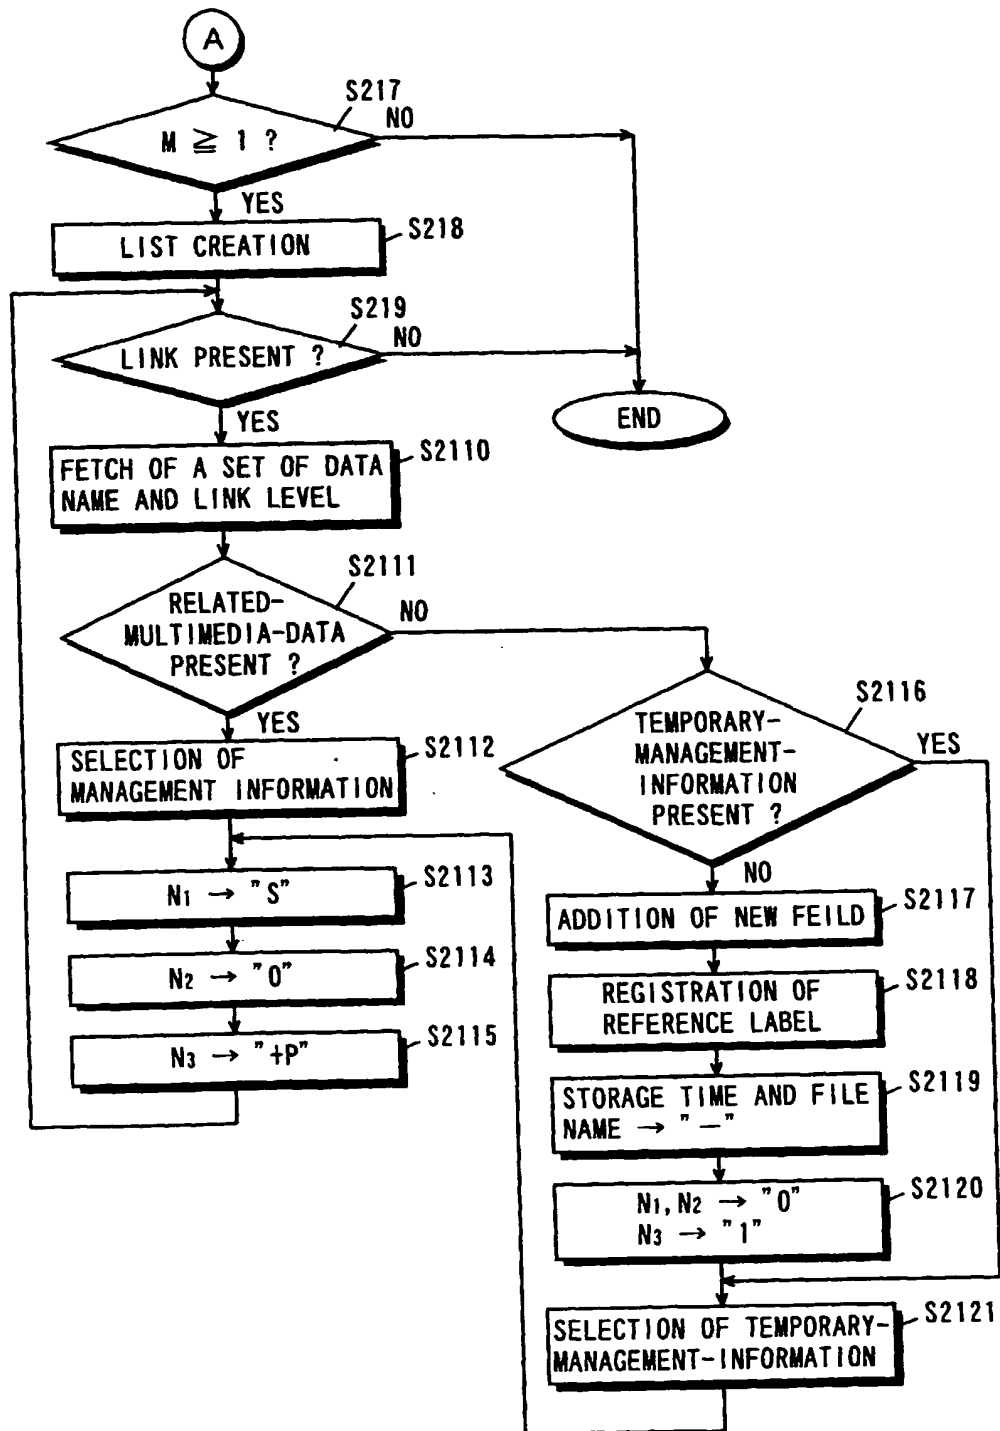 A
S217
M ≧ 1 ?
NO
YES
LIST CREATION
S218
S219
LINK PRESENT ?
NO
YES
END
FETCH OF A SET OF DATA
NAME AND LINK LEVEL
S2110
S2111
RELATED-
MULTIMEDIA-DATA
PRESENT ?
NO
YES
SELECTION OF
MANAGEMENT INFORMATION
S2112
N1 → "S"
S2113
N2 → "0"
S2114
N3 → "+P"
S2115
S2116
TEMPORARY-
MANAGEMENT-
INFORMATION
PRESENT ?
YES
NO
ADDITION OF NEW FEILD
S2117
REGISTRATION OF
REFERENCE LABEL
S2118
STORAGE TIME AND FILE
NAME → "—"
S2119
N1, N2 → "0"
N3 → "1"
S2120
SELECTION OF TEMPORARY-
MANAGEMENT-INFORMATION
S2121